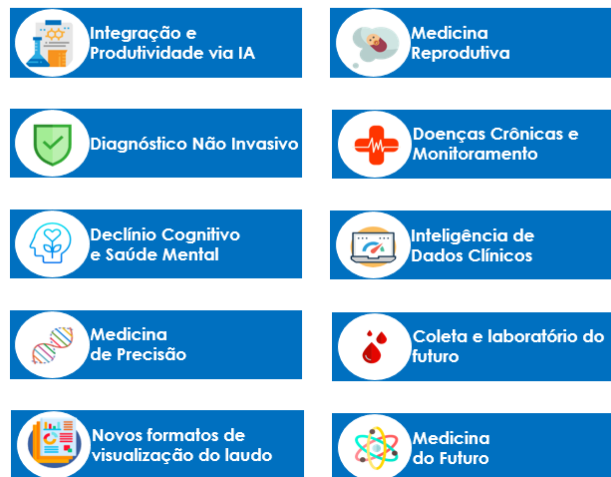 Integração e
Produtividade via IA
Medicina
Reprodutiva
Diagnóstico Não Invasivo
Doenças Crônicas e
Monitoramento
Declínio Cognitivo
e Saúde Mental
Inteligência de
Dados Clínicos
Medicina
de Precisão
Coleta e laboratório do
futuro
Novos formatos de
visualização do laudo
Medicina
do Futuro